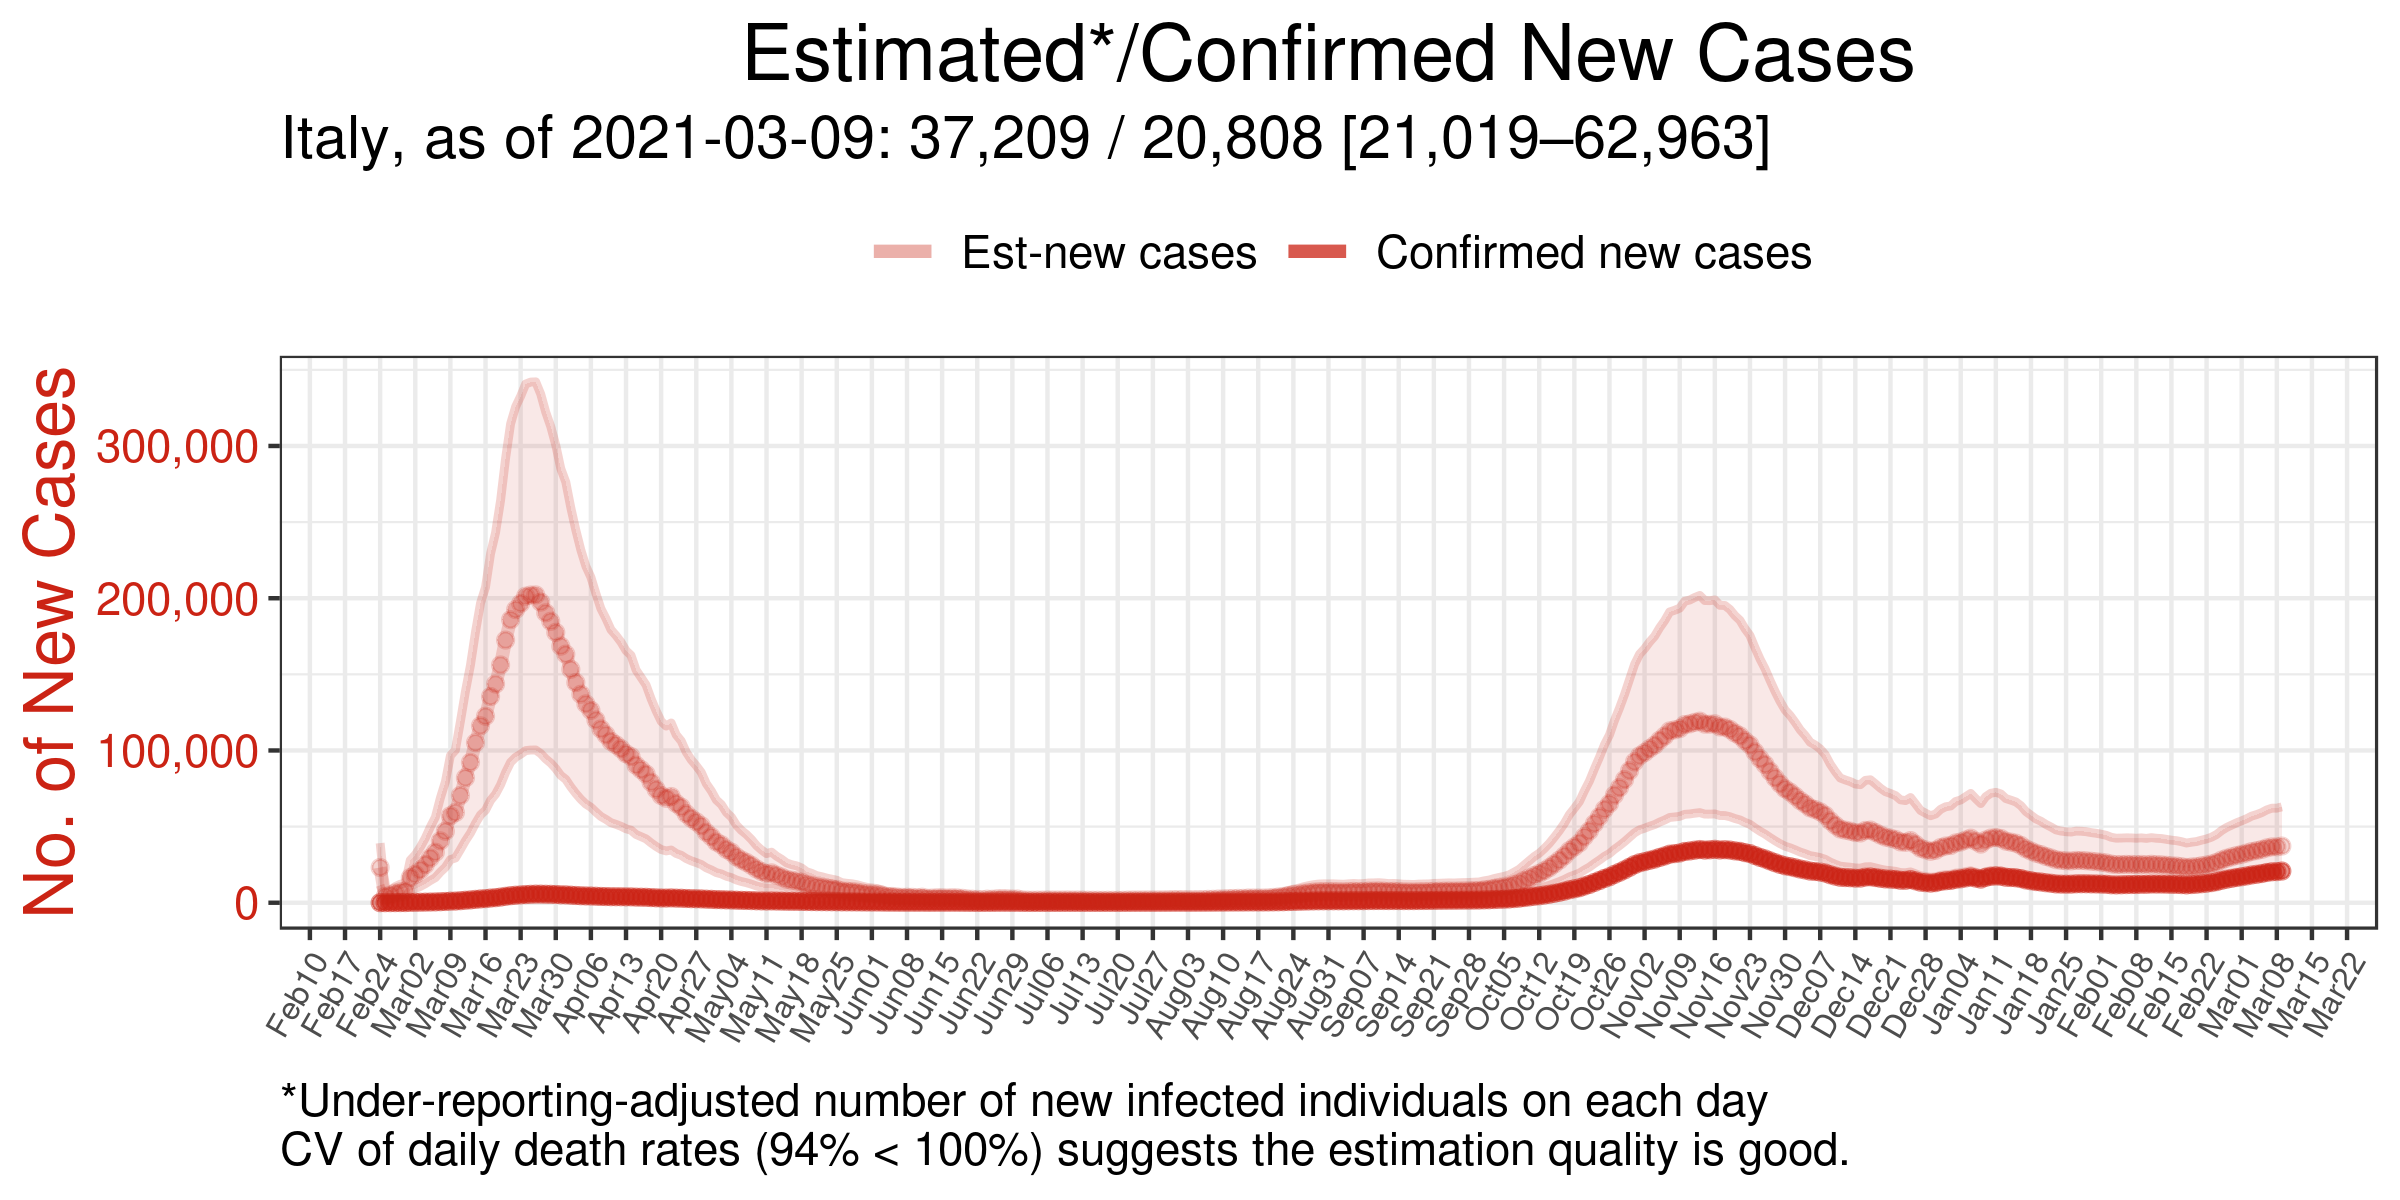 Estimated*/Confirmed New Cases
Italy, as of 2021-03-09: 37,209 / 20,808 [21,019–62,963]
Est-new cases
Confirmed new cases
No. of New Cases
300,000
200,000
100,000
0
Feb10
Feb17
Feb24
Mar02
Mar09
Mar16
Mar23
Mar30
Apr06
Apr13
Apr20
Apr27
May04
May11
May18
May25
Jun01
Jun08
Jun15
Jun22
Jun29
Jul06
Jul13
Jul20
Jul27
Aug03
Aug10
Aug17
Aug24
Aug31
Sep07
Sep14
Sep21
Sep28
Oct05
Oct12
Oct19
Oct26
Nov02
Nov09
Nov16
Nov23
Nov30
Dec07
Dec14
Dec21
Dec28
Jan04
Jan11
Jan18
Jan25
Feb01
Feb08
Feb15
Feb22
Mar01
Mar08
Mar15
Mar22
*Under-reporting-adjusted number of new infected individuals on each day
CV of daily death rates (94% < 100%) suggests the estimation quality is good.